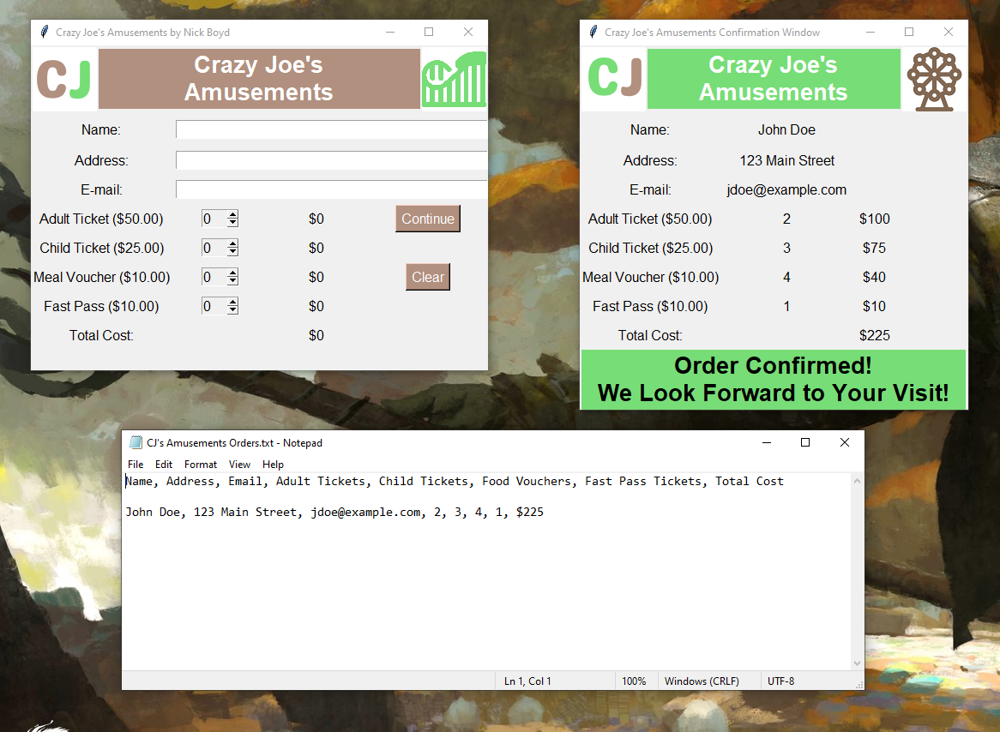 Crazy Joe's Amusements by Nick Boyd
CJ
Crazy Joe's
Amusements
Name:
Address:
E-mail:
Adult Ticket ($50.00) 0 $0 Continue
Child Ticket ($25.00) 0 $0
Meal Voucher ($10.00) 0 $0 Clear
Fast Pass ($10.00) 0 $0
Total Cost: $0
Crazy Joe's Amusements Confirmation Window
CJ
Crazy Joe's
Amusements
Name: John Doe
Address: 123 Main Street
E-mail: jdoe@example.com
Adult Ticket ($50.00) 2 $100
Child Ticket ($25.00) 3 $75
Meal Voucher ($10.00) 4 $40
Fast Pass ($10.00) 1 $10
Total Cost: $225
Order Confirmed!
We Look Forward to Your Visit!
CJ's Amusements Orders.txt - Notepad
File Edit Format View Help
Name, Address, Email, Adult Tickets, Child Tickets, Food Vouchers, Fast Pass Tickets, Total Cost
John Doe, 123 Main Street, jdoe@example.com, 2, 3, 4, 1, $225
Ln 1, Col 1 100% Windows (CRLF) UTF-8